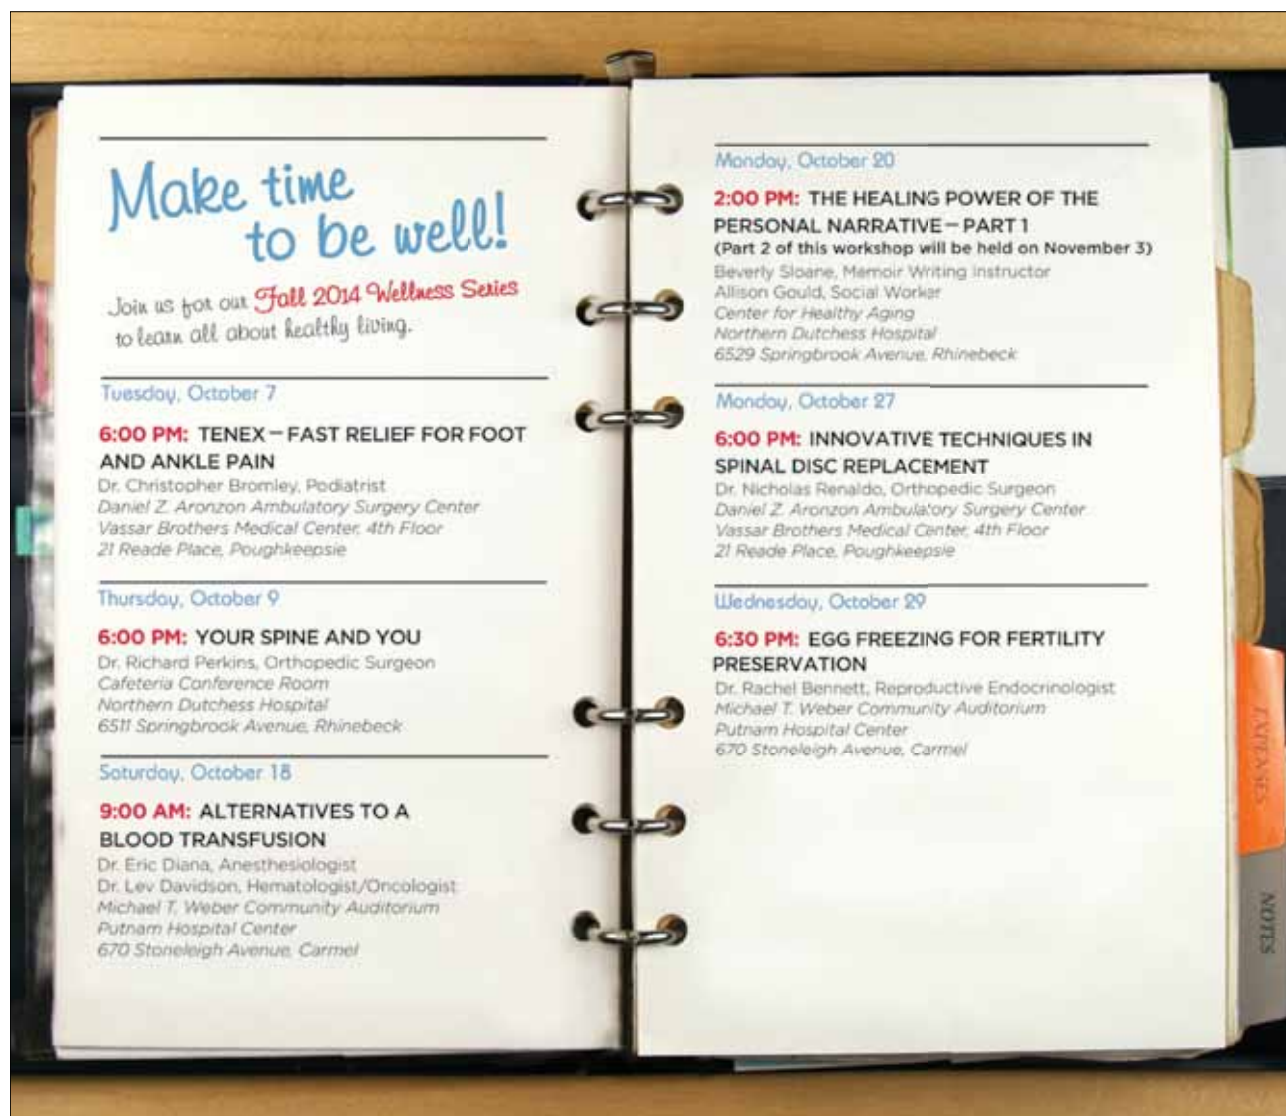 Make time
to be well!
Join us for our Fall 2014 Wellness Series
to learn all about healthy living.
Tuesday, October 7
6:00 PM: TENEX – FAST RELIEF FOR FOOT
AND ANKLE PAIN
Dr. Christopher Bromley, Podiatrist
Daniel Z. Aronzon Ambulatory Surgery Center
Vassar Brothers Medical Center, 4th Floor
21 Reade Place, Poughkeepsie
Thursday, October 9
6:00 PM: YOUR SPINE AND YOU
Dr. Richard Perkins, Orthopedic Surgeon
Cafeteria Conference Room
Northern Dutchess Hospital
6511 Springbrook Avenue, Rhinebeck
Saturday, October 18
9:00 AM: ALTERNATIVES TO A
BLOOD TRANSFUSION
Dr. Eric Diana, Anesthesiologist
Dr. Lev Davidson, Hematologist/Oncologist
Michael T. Weber Community Auditorium
Putnam Hospital Center
670 Stoneleigh Avenue, Carmel
Monday, October 20
2:00 PM: THE HEALING POWER OF THE
PERSONAL NARRATIVE – PART 1
(Part 2 of this workshop will be held on November 3)
Beverly Sloane, Memoir Writing Instructor
Allison Gould, Social Worker
Center for Healthy Aging
Northern Dutchess Hospital
6529 Springbrook Avenue, Rhinebeck
Monday, October 27
6:00 PM: INNOVATIVE TECHNIQUES IN
SPINAL DISC REPLACEMENT
Dr. Nicholas Renaldo, Orthopedic Surgeon
Daniel Z. Aronzon Ambulatory Surgery Center
Vassar Brothers Medical Center, 4th Floor
21 Reade Place, Poughkeepsie
Wednesday, October 29
6:30 PM: EGG FREEZING FOR FERTILITY
PRESERVATION
Dr. Rachel Bennett, Reproductive Endocrinologist
Michael T. Weber Community Auditorium
Putnam Hospital Center
670 Stoneleigh Avenue, Carmel
EXPENSES
NOTES